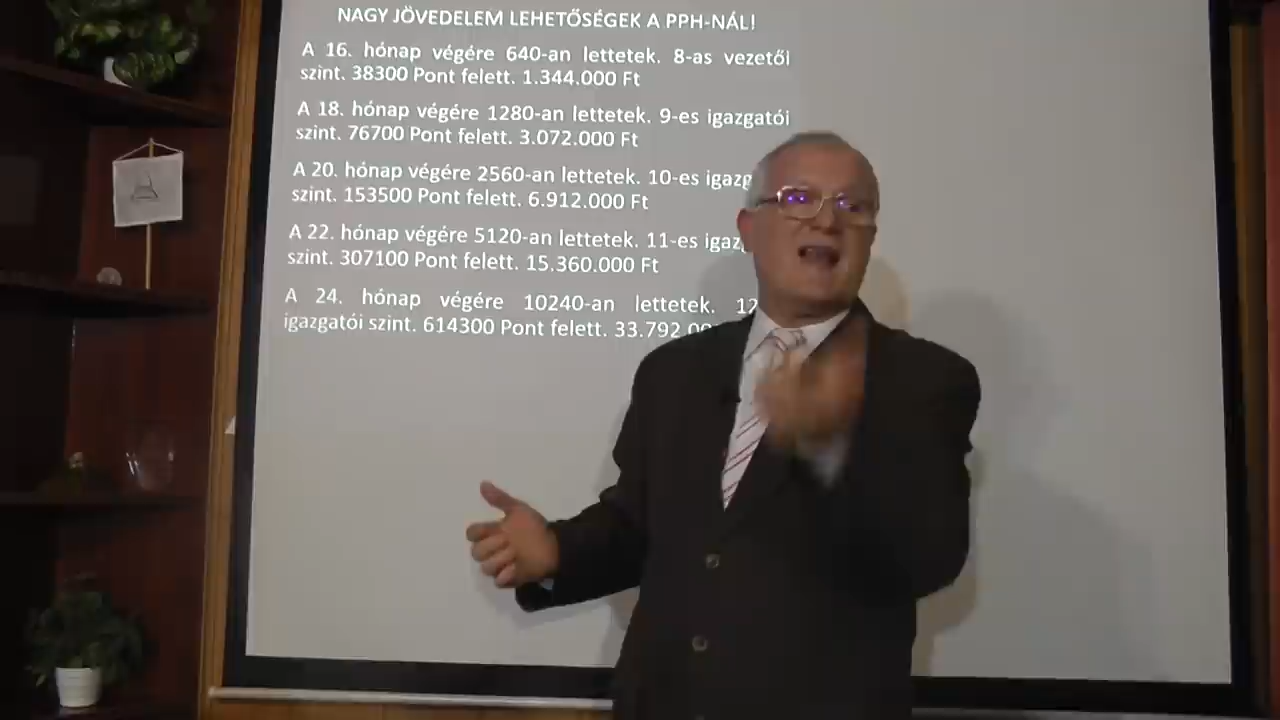 NAGY JÖVEDELEM LEHETŐSÉGEK A PPH-NÁL!
A 16. hónap végére 640-an lettetek. 8-as vezetői
szint. 38300 Pont felett. 1.344.000 Ft
A 18. hónap végére 1280-an lettetek. 9-es igazgatói
szint. 76700 Pont felett. 3.072.000 Ft
A 20. hónap végére 2560-an lettetek. 10-es
szint. 153500 Pont felett. 6.912.000 Ft
A 22. hónap végére 5120-an lettetek. 11-es
szint. 307100 Pont felett. 15.360.000 Ft
A 24. hónap végére 10240-an lettetek. 12
igazgatói szint. 614300 Pont felett. 33.792